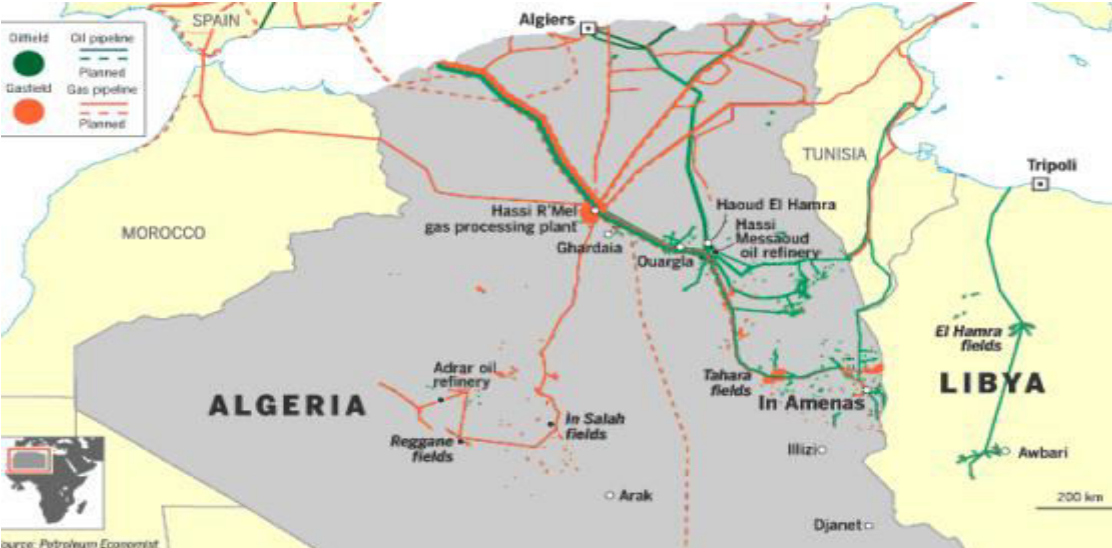 Oilfield
Oil pipeline
Planned
Gasfield
Gas pipeline
Planned
SPAIN
Algiers
TUNISIA
Tripoli
MOROCCO
Hassi R'Mel
gas processing plant
Ghardaia
Ouargla
Haoud El Hamra
Hassi
Messaoud
oil refinery
El Hamra
fields
Adrar oil
refinery
Tahara
fields
ALGERIA
LIBYA
In Amenas
In Salah
fields
Reggane
fields
Illizi
Awbari
Arak
200 km
Djanet
ource: Petroleum Economist